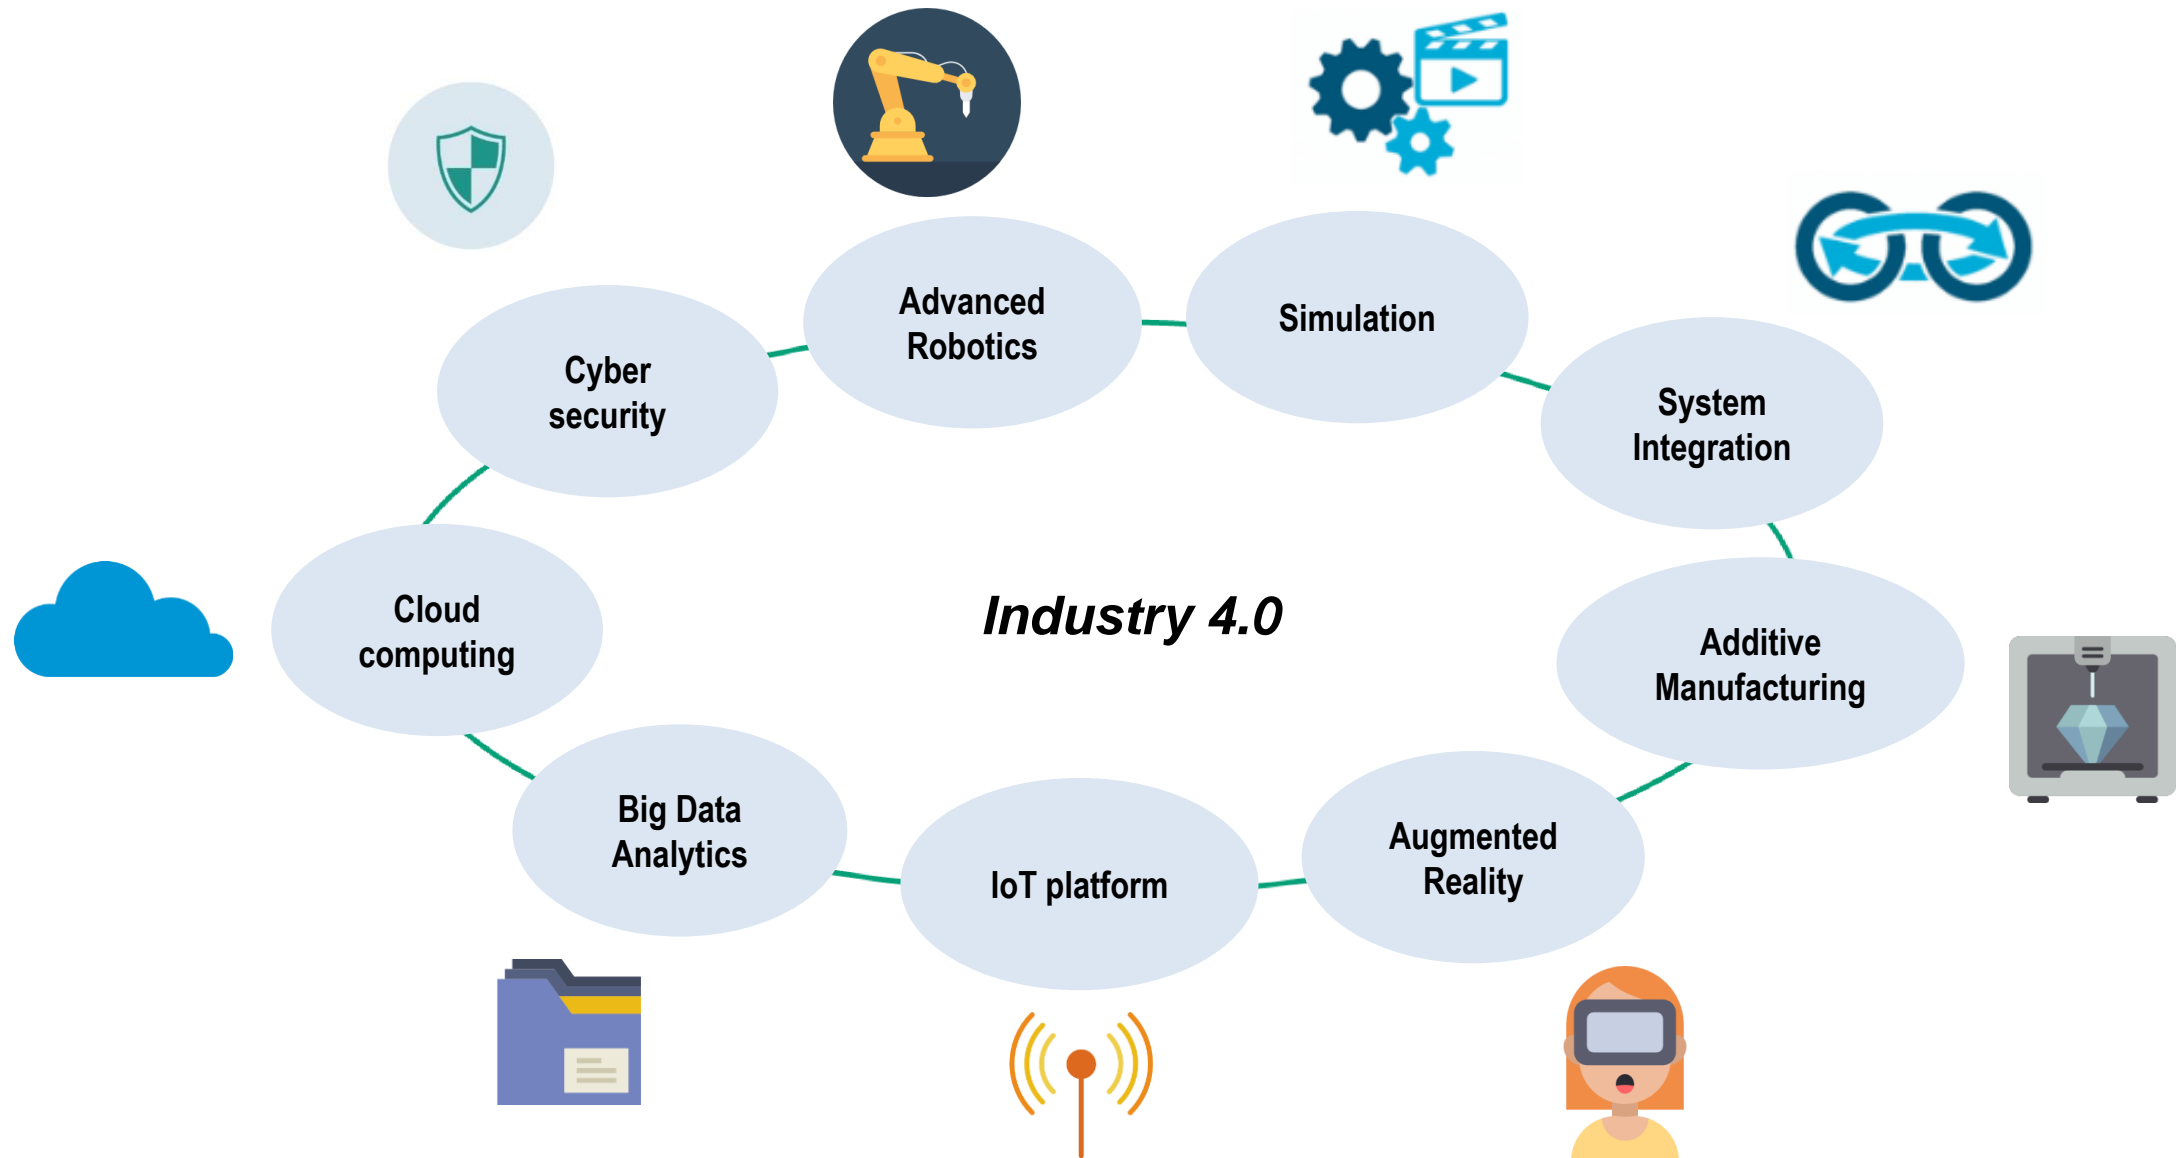 Advanced
Robotics
Simulation
Cyber
security
System
Integration
Cloud
computing
Industry 4.0
Additive
Manufacturing
Big Data
Analytics
IoT platform
Augmented
Reality